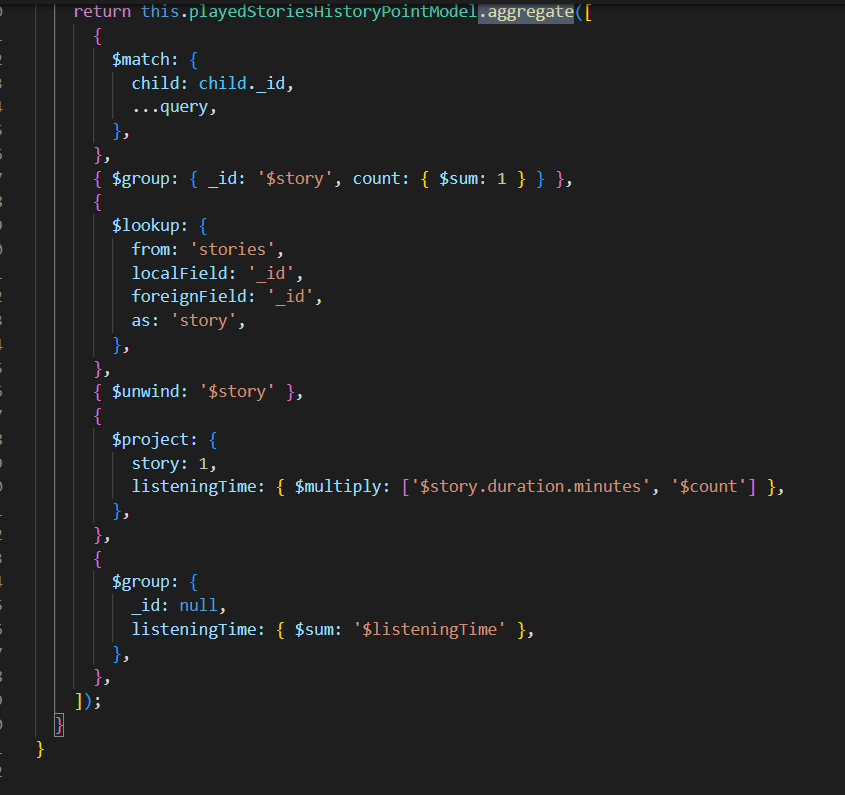 return this.playedStoriesHistoryPointModel.aggregate([
{
$match: {
child: child._id,
...query,
},
},
{ $group: { _id: '$story', count: { $sum: 1 } } },
{
$lookup: {
from: 'stories',
localField: '_id',
foreignField: '_id',
as: 'story',
},
},
{ $unwind: '$story' },
{
$project: {
story: 1,
listeningTime: { $multiply: ['$story.duration.minutes', '$count'] },
},
},
{
$group: {
_id: null,
listeningTime: { $sum: '$listeningTime' },
},
},
]);
}
}